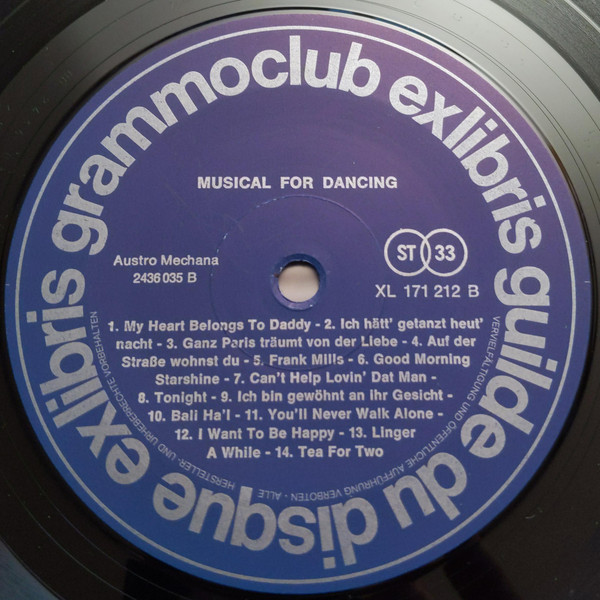 grammoclub exlibris guilde du disque exlibris
MUSICAL FOR DANCING
Austro Mechana
2436 035 B
ST 33
XL 171 212 B
1. My Heart Belongs To Daddy - 2. Ich hätt' getanzt heut'
nacht - 3. Ganz Paris träumt von der Liebe - 4. Auf der
Straße wohnst du - 5. Frank Mills - 6. Good Morning
Starshine - 7. Can't Help Lovin' Dat Man -
8. Tonight - 9. Ich bin gewöhnt an ihr Gesicht -
10. Bali Ha'I - 11. You'll Never Walk Alone -
12. I Want To Be Happy - 13. Linger
A While - 14. Tea For Two
HERSTELLER- UND URHEBERRECHTE VORBEHALTEN
VERVIELFÄLTIGUNG UND ÖFFENTLICHE AUFFÜHRUNG VERBOTEN - ALLE